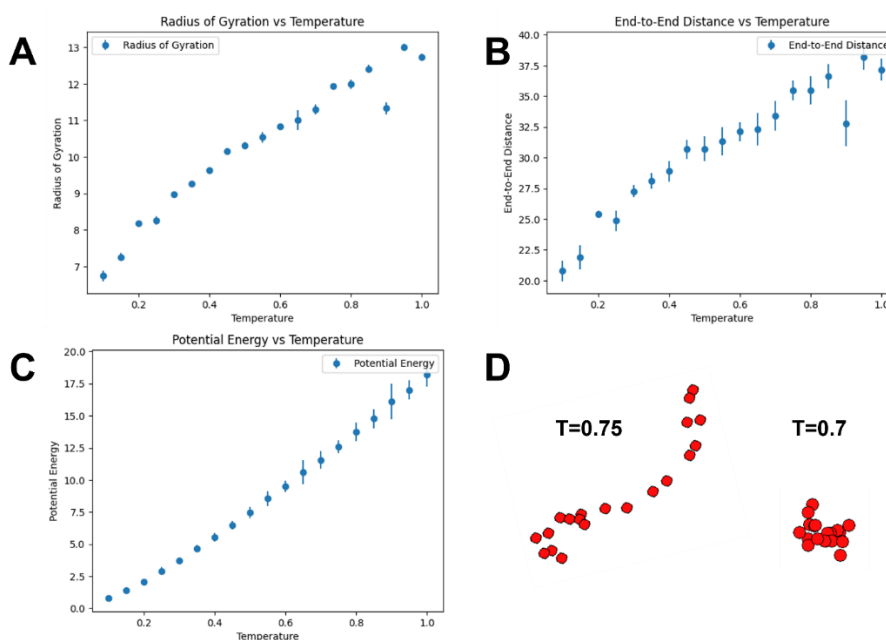 A
Radius of Gyration vs Temperature
Radius of Gyration
Radius of Gyration
13
12
11
10
9
8
7
0.2 0.4 0.6 0.8 1.0
Temperature
B
End-to-End Distance vs Temperature
End-to-End Distance
End-to-End Distance
40.0
37.5
35.0
32.5
30.0
27.5
25.0
22.5
20.0
0.2 0.4 0.6 0.8 1.0
Temperature
C
Potential Energy vs Temperature
Potential Energy
Potential Energy
20.0
17.5
15.0
12.5
10.0
7.5
5.0
2.5
0.0
0.2 0.4 0.6 0.8 1.0
Temperature
D
T=0.75 T=0.7